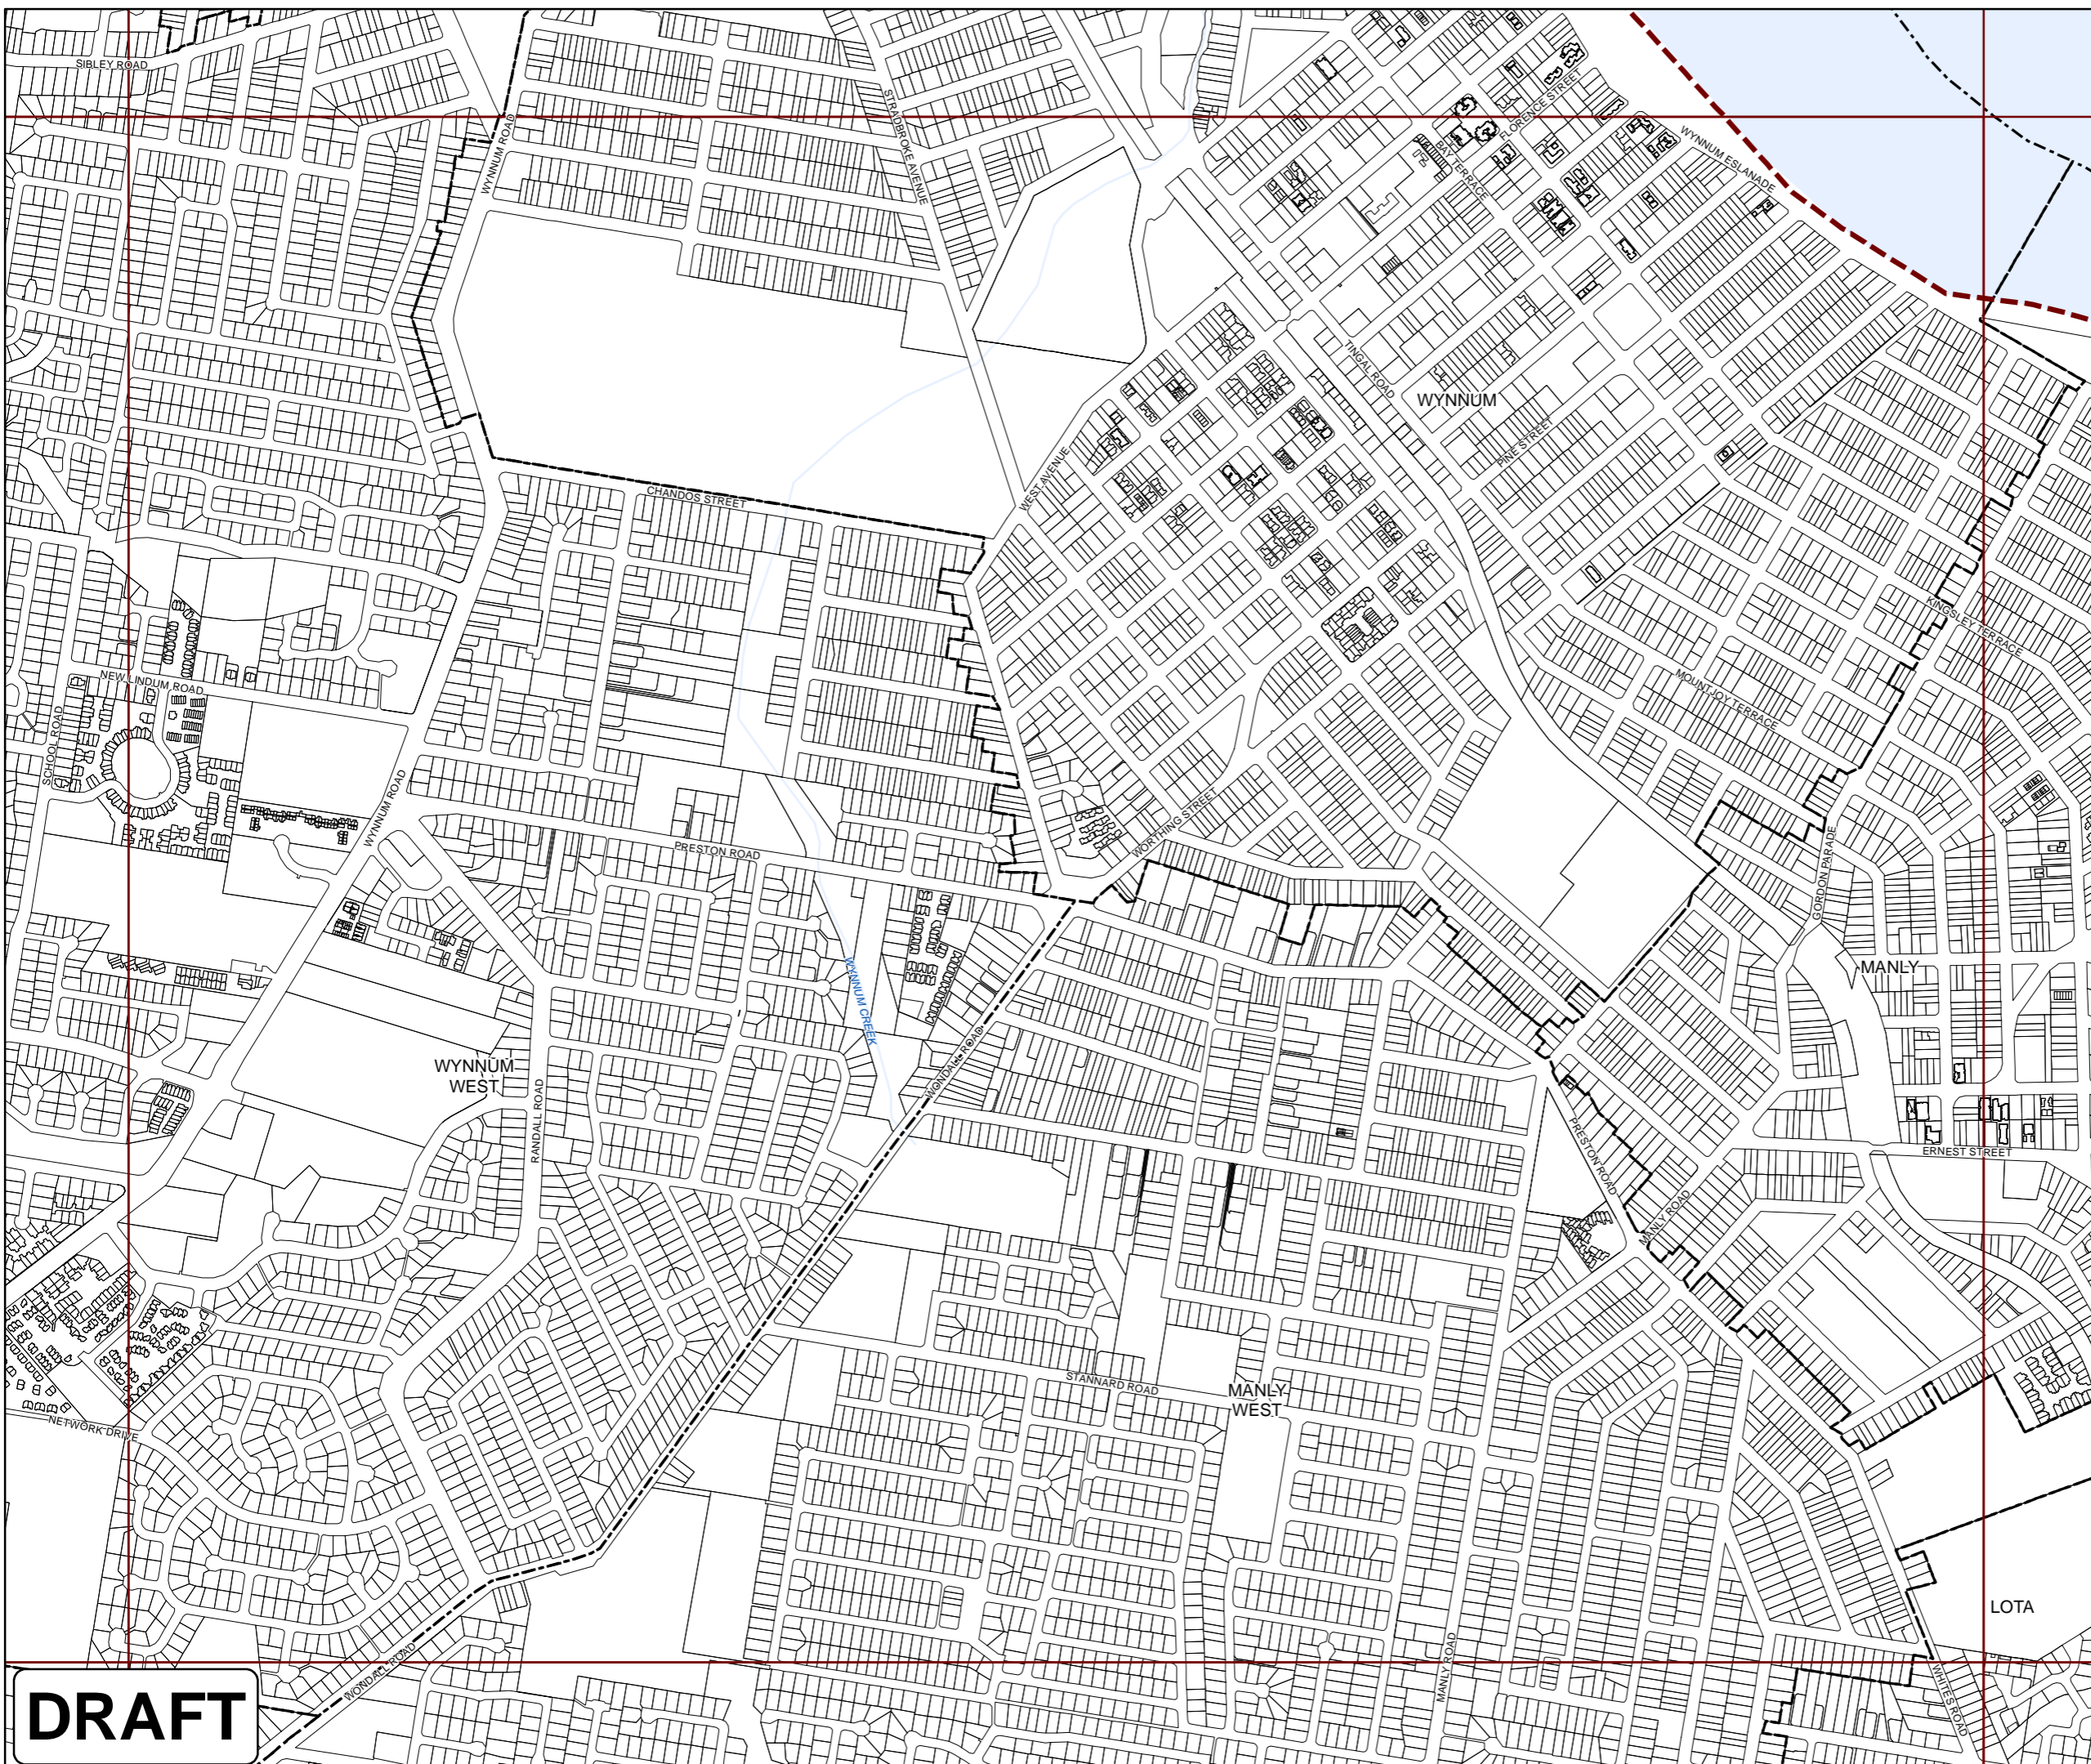 SIBLEY ROAD
WYNNUM ROAD
STRADBROKE AVENUE
FLORENCE STREET
BAY TERRACE
WYNNUM ESLANADE
TINGAL ROAD
WYNNUM
PINE STREET
WEST AVENUE
CHANDOS STREET
KINGSLEY TERRACE
NEW LINDUM ROAD
MOUNTJOY TERRACE
SCHOOL ROAD
WYNNUM ROAD
WORTHING STREET
PRESTON ROAD
GORDON PARADE
MANLY
WYNNUM CREEK
WYNNUM
WEST
WONDALL ROAD
RANDALL ROAD
PRESTON ROAD
ERNEST STREET
MANLY ROAD
STANNARD ROAD
MANLY
WEST
NETWORK DRIVE
LOTA
WONDALL ROAD
MANLY ROAD
WHITES ROAD
DRAFT